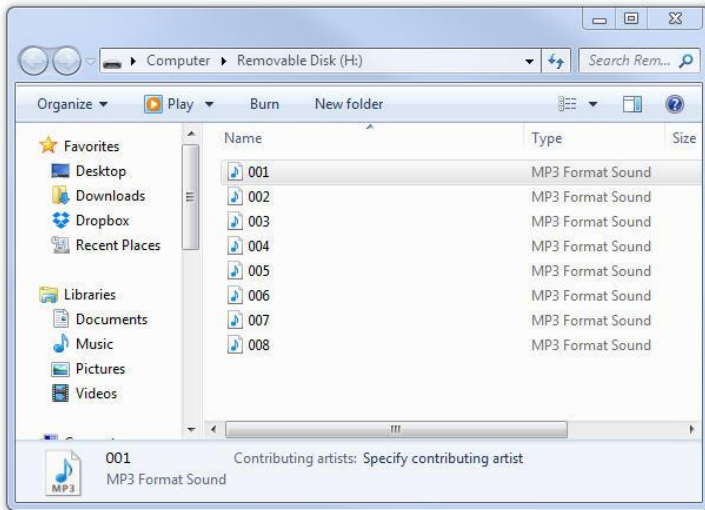 Computer Removable Disk (H:) Search Rem...
Organize Play Burn New folder
Name Type Size
Favorites
Desktop
Downloads
Dropbox
Recent Places
Libraries
Documents
Music
Pictures
Videos
001 MP3 Format Sound
002 MP3 Format Sound
003 MP3 Format Sound
004 MP3 Format Sound
005 MP3 Format Sound
006 MP3 Format Sound
007 MP3 Format Sound
008 MP3 Format Sound
001 Contributing artists: Specify contributing artist
MP3 Format Sound
MP3